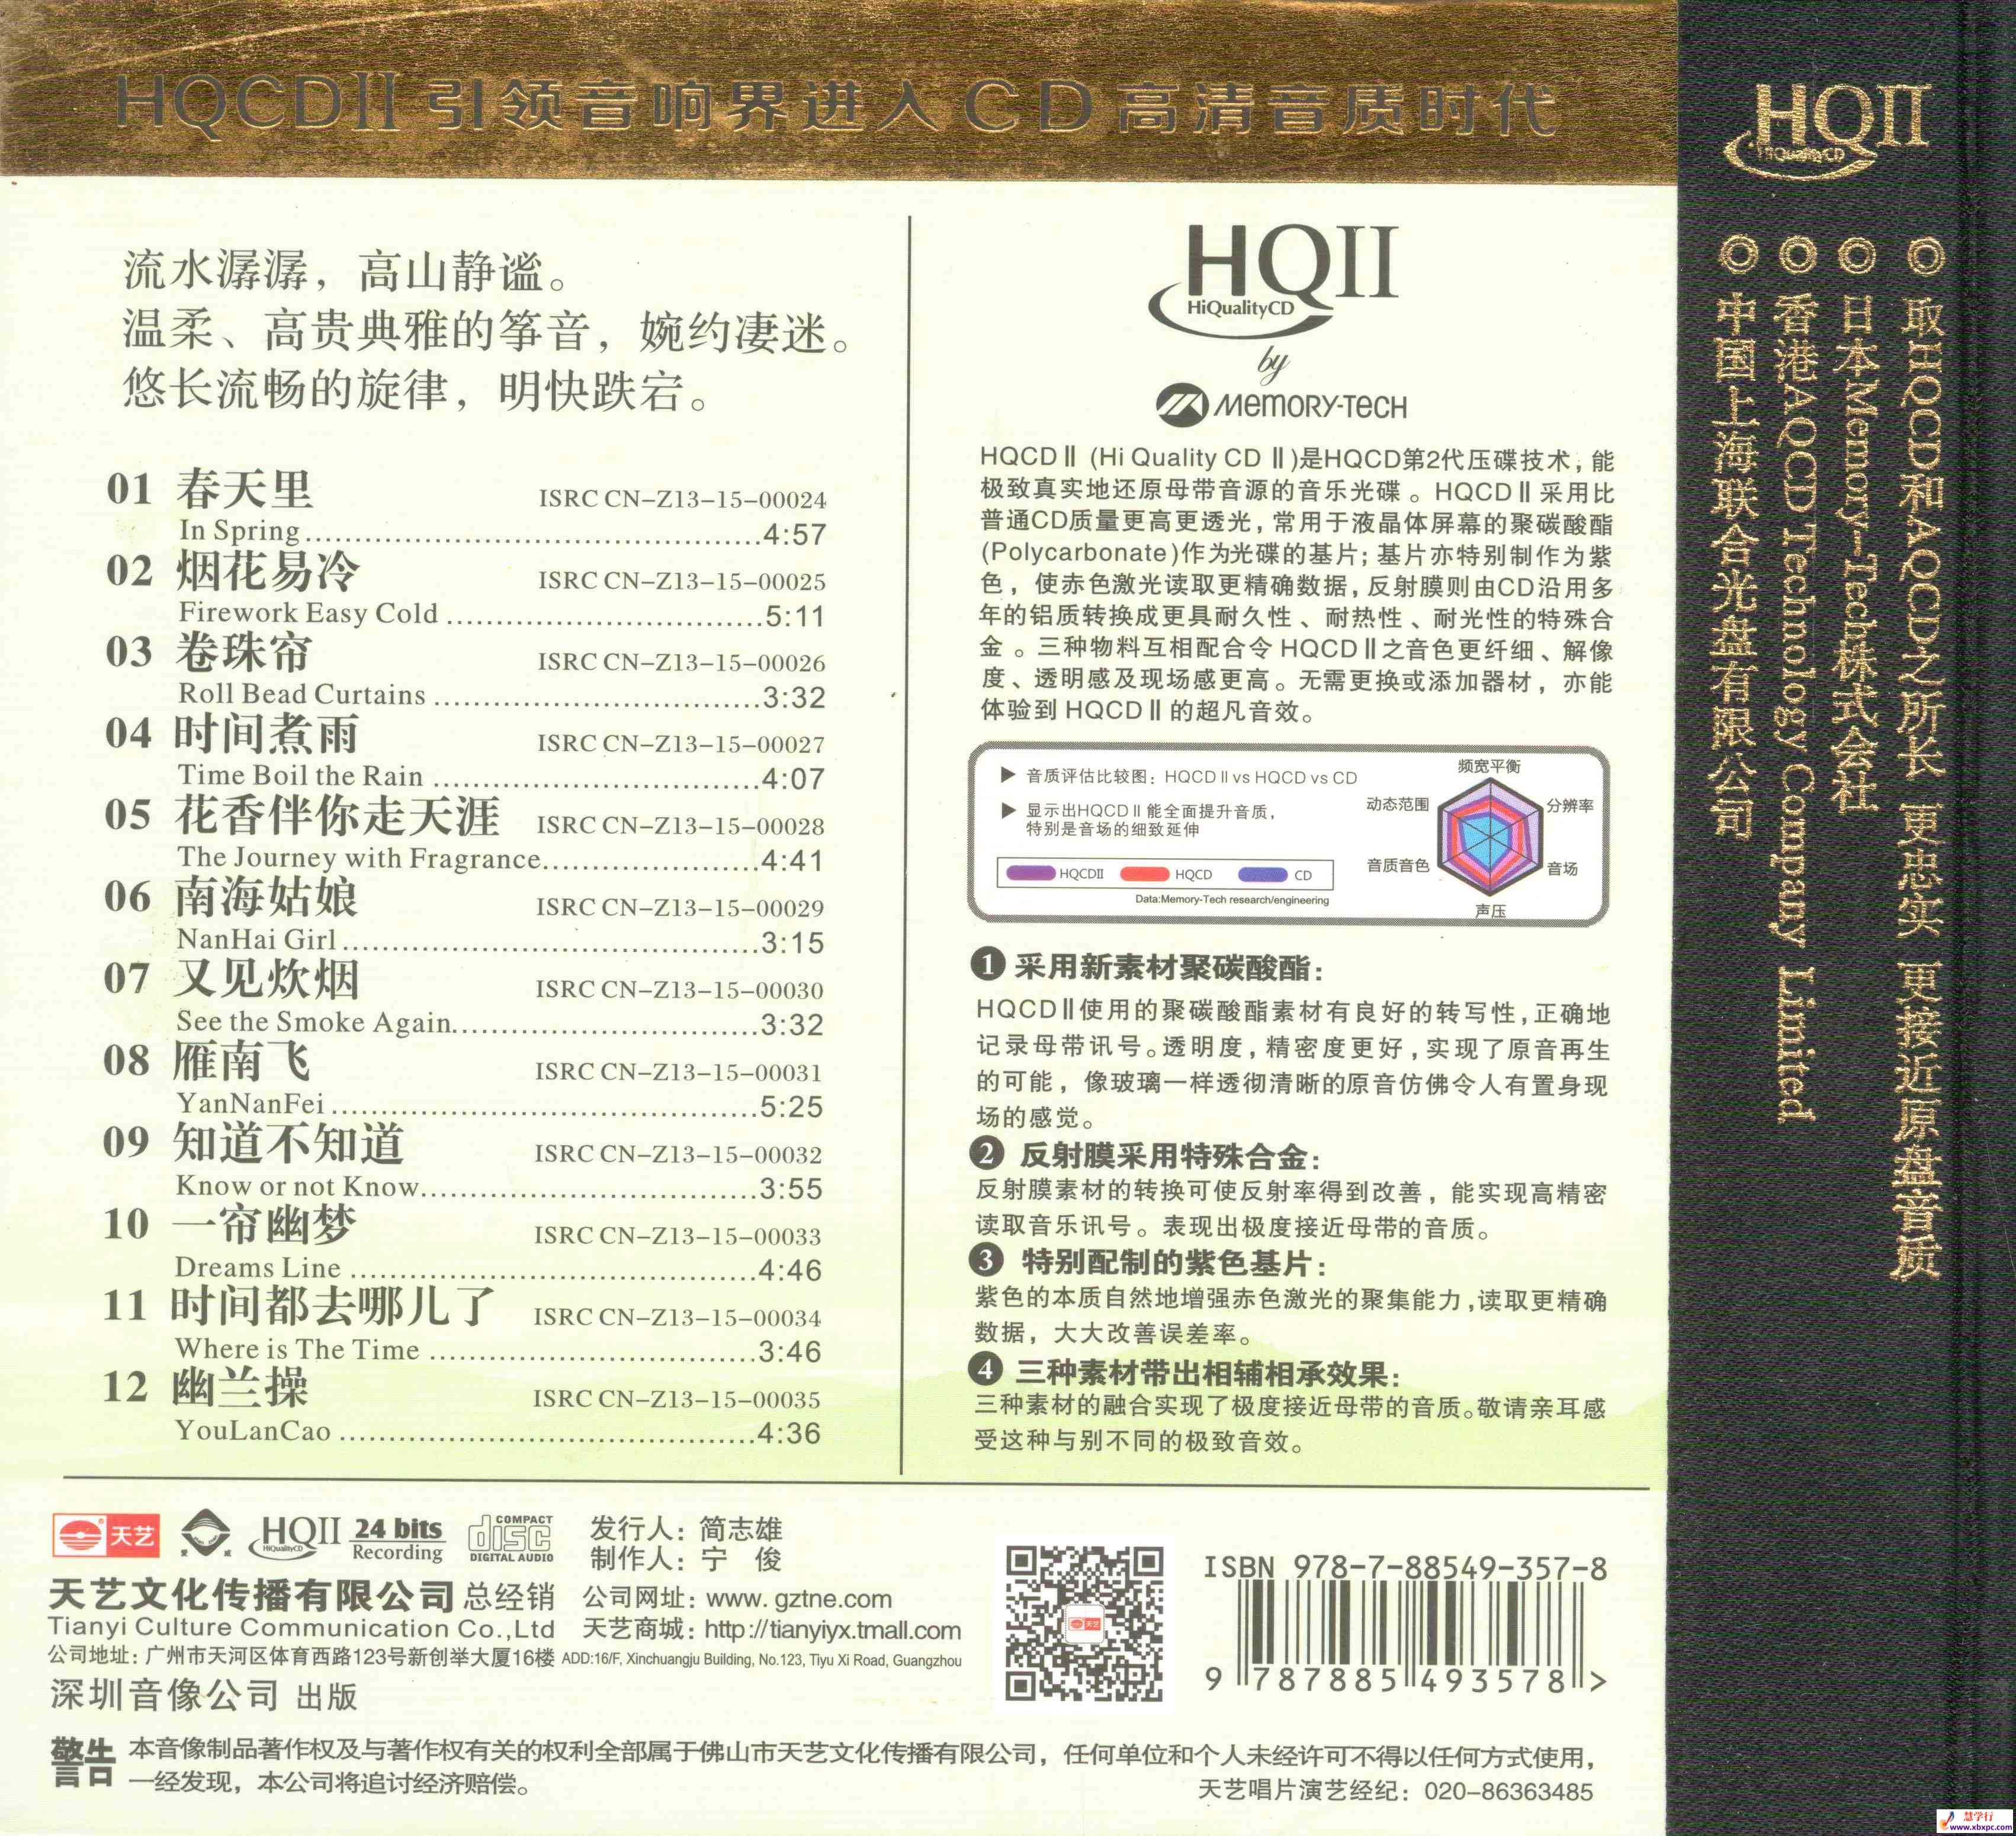 HQCDII 引领音响界进入CD高清音质时代
流水潺潺，高山静谧。
温柔、高贵典雅的筝音，婉约凄迷。
悠长流畅的旋律，明快跌宕。
01 春天里 ISRC CN-Z13-15-00024
In Spring 4:57
02 烟花易冷 ISRC CN-Z13-15-00025
Firework Easy Cold 5:11
03 卷珠帘 ISRC CN-Z13-15-00026
Roll Bead Curtains 3:32
04 时间煮雨 ISRC CN-Z13-15-00027
Time Boil the Rain 4:07
05 花香伴你走天涯 ISRC CN-Z13-15-00028
The Journey with Fragrance 4:41
06 南海姑娘 ISRC CN-Z13-15-00029
NanHai Girl 3:15
07 又见炊烟 ISRC CN-Z13-15-00030
See the Smoke Again 3:32
08 雁南飞 ISRC CN-Z13-15-00031
YanNanFei 5:25
09 知道不知道 ISRC CN-Z13-15-00032
Know or not Know 3:55
10 一帘幽梦 ISRC CN-Z13-15-00033
Dreams Line 4:46
11 时间都去哪儿了 ISRC CN-Z13-15-00034
Where is The Time 3:46
12 幽兰操 ISRC CN-Z13-15-00035
YouLanCao 4:36
HQII
HiQualityCD
by
MEMORY-TECH
HQCDⅡ (Hi Quality CD Ⅱ)是HQCD第2代压碟技术，能
极致真实地还原母带音源的音乐光碟。HQCDⅡ采用比
普通CD质量更高更透光，常用于液晶体屏幕的聚碳酸酯
(Polycarbonate)作为光碟的基片；基片亦特别制作为紫
色，使赤色激光读取更精确数据，反射膜则由CD沿用多
年的铝质转换成更具耐久性、耐热性、耐光性的特殊合
金。三种物料互相配合令HQCDⅡ之音色更纤细、解像
度、透明感及现场感更高。无需更换或添加器材，亦能
体验到HQCDⅡ的超凡音效。
▶ 音质评估比较图：HQCDⅡ vs HQCD vs CD
▶ 显示出HQCDⅡ能全面提升音质，
特别是音场的细致延伸
HQCDII HQCD CD
Data:Memory-Tech research/engineering
频宽平衡
动态范围 分辨率
音质音色 音场
声压
❶ 采用新素材聚碳酸酯：
HQCDⅡ使用的聚碳酸酯素材有良好的转写性，正确地
记录母带讯号。透明度，精密度更好，实现了原音再生
的可能，像玻璃一样透彻清晰的原音仿佛令人有置身现
场的感觉。
❷ 反射膜采用特殊合金：
反射膜素材的转换可使反射率得到改善，能实现高精密
读取音乐讯号。表现出极度接近母带的音质。
❸ 特别配制的紫色基片：
紫色的本质自然地增强赤色激光的聚集能力，读取更精确
数据，大大改善误差率。
❹ 三种素材带出相辅相承效果：
三种素材的融合实现了极度接近母带的音质。敬请亲耳感
受这种与别不同的极致音效。
天艺
爱威
HQII
HiQualityCD
24 bits
Recording
COMPACT
disc
DIGITAL AUDIO
发行人：简志雄
制作人：宁 俊
天艺文化传播有限公司 总经销
Tianyi Culture Communication Co.,Ltd
公司网址：www. gztne.com
天艺商城：http://tianyiyx.tmall.com
公司地址：广州市天河区体育西路123号新创举大厦16楼 ADD:16/F, Xinchuangju Building, No.123, Tiyu Xi Road, Guangzhou
深圳音像公司 出版
天艺
ISBN 978-7-88549-357-8
9 787885 493578 >
警告 本音像制品著作权及与著作权有关的权利全部属于佛山市天艺文化传播有限公司，任何单位和个人未经许可不得以任何方式使用，
一经发现，本公司将追讨经济赔偿。
天艺唱片演艺经纪：020-86363485
HQII
HiQualityCD
◎ 取HQCD和AQCD之所长 更忠实 更接近原盘音质
◎ 日本Memory-Tech株式会社
◎ 香港AQCD Technology Company Limited
◎ 中国上海联合光盘有限公司
慧学行
www.xbxpc.com